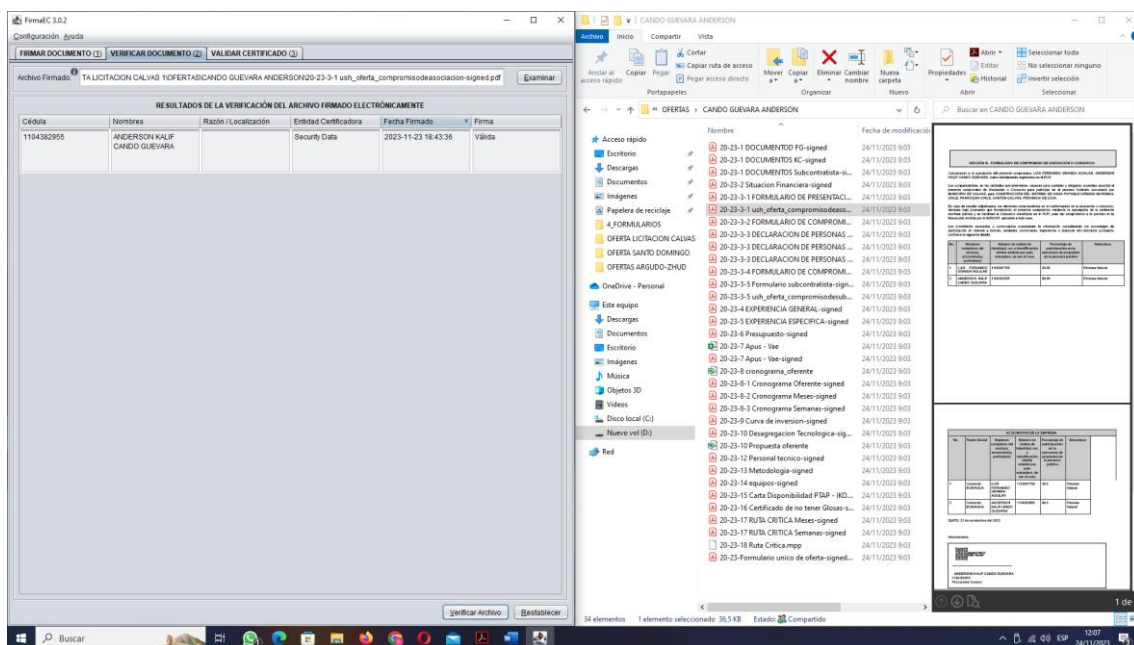 FirmaEC 3.0.2
Configuración Ayuda
FIRMAR DOCUMENTO (1) VERIFICAR DOCUMENTO (2) VALIDAR CERTIFICADO (3)
Archivo Firmado TA LICITACION CALVAS 1\OFERTAS\CANDO GUEVARA ANDERSON\20-23-3-1 ush_oferta_compromisodeasociacion-signed.pdf Examinar
RESULTADOS DE LA VERIFICACIÓN DEL ARCHIVO FIRMADO ELECTRÓNICAMENTE
Cédula Nombres Razón / Localización Entidad Certificadora Fecha Firmado Firma
1104382955 ANDERSON KALIF Security Data 2023-11-23 18:43:36 Válida
CANDO GUEVARA
Verificar Archivo Restablecer
CANDO GUEVARA ANDERSON
Archivo Inicio Compartir Vista
Anclar al acceso rápido
Copiar
Pegar
Cortar
Copiar ruta de acceso
Pegar acceso directo
Portapapeles
Mover a
Copiar a
Eliminar
Cambiar nombre
Organizar
Nueva carpeta
Nuevo
Propiedades
Abrir
Editar
Historial
Abrir
Seleccionar todo
No seleccionar ninguno
Invertir selección
Seleccionar
« OFERTAS › CANDO GUEVARA ANDERSON
Buscar en CANDO GUEVARA ANDERSON
Acceso rápido
Escritorio
Descargas
Documentos
Imágenes
Papelera de reciclaje
4_FORMULARIOS
OFERTA LICITACION CALVAS
OFERTA SANTO DOMINGO
OFERTAS ARGUDO-ZHUD
OneDrive - Personal
Este equipo
Descargas
Documentos
Escritorio
Imágenes
Música
Objetos 3D
Videos
Disco local (C:)
Nuevo vol (D:)
Red
Nombre Fecha de modificación
20-23-1 DOCUMENTOD FG-signed 24/11/2023 9:03
20-23-1 DOCUMENTOS KC-signed 24/11/2023 9:03
20-23-1 DOCUMENTOS Subcontratista-si... 24/11/2023 9:03
20-23-2 Situacion Financiera-signed 24/11/2023 9:03
20-23-3-1 FORMULARIO DE PRESENTACI... 24/11/2023 9:03
20-23-3-1 ush_oferta_compromisodeaso... 24/11/2023 9:03
20-23-3-2 FORMULARIO DE COMPROMI... 24/11/2023 9:03
20-23-3-3 DECLARACION DE PERSONAS ... 24/11/2023 9:03
20-23-3-3 DECLARACION DE PERSONAS ... 24/11/2023 9:03
20-23-3-3 DECLARACION DE PERSONAS ... 24/11/2023 9:03
20-23-3-4 FORMULARIO DE COMPROMI... 24/11/2023 9:03
20-23-3-5 Formulario subcontratista-sign... 24/11/2023 9:03
20-23-3-5 ush_oferta_compromisodesub... 24/11/2023 9:03
20-23-4 EXPERIENCIA GENERAL-signed 24/11/2023 9:03
20-23-5 EXPERIENCIA ESPECIFICA-signed 24/11/2023 9:03
20-23-6 Presupuesto-signed 24/11/2023 9:03
20-23-7 Apus - Vae 24/11/2023 9:03
20-23-7 Apus - Vae-signed 24/11/2023 9:03
20-23-8 cronograma_oferente 24/11/2023 9:03
20-23-8-1 Cronograma Oferente-signed 24/11/2023 9:03
20-23-8-2 Cronograma Meses-signed 24/11/2023 9:03
20-23-8-3 Cronograma Semanas-signed 24/11/2023 9:03
20-23-9 Curva de inversion-signed 24/11/2023 9:03
20-23-10 Desagregacion Tecnologica-sig... 24/11/2023 9:03
20-23-10 Propuesta oferente 24/11/2023 9:03
20-23-12 Personal tecnico-signed 24/11/2023 9:03
20-23-13 Metodologia-signed 24/11/2023 9:03
20-23-14 equipos-signed 24/11/2023 9:03
20-23-15 Carta Disponibilidad PTAP - IKO... 24/11/2023 9:03
20-23-16 Certificado de no tener Glosas-s... 24/11/2023 9:03
20-23-17 RUTA CRITICA Meses-signed 24/11/2023 9:03
20-23-17 RUTA CRITICA Semanas-signed 24/11/2023 9:03
20-23-18 Ruta Critica.mpp 24/11/2023 9:03
20-23-Formulario unico de oferta-signed... 24/11/2023 9:03
1 de
34 elementos 1 elemento seleccionado 36,5 KB Estado: Compartido
Buscar
ESP
12:07
24/11/2023